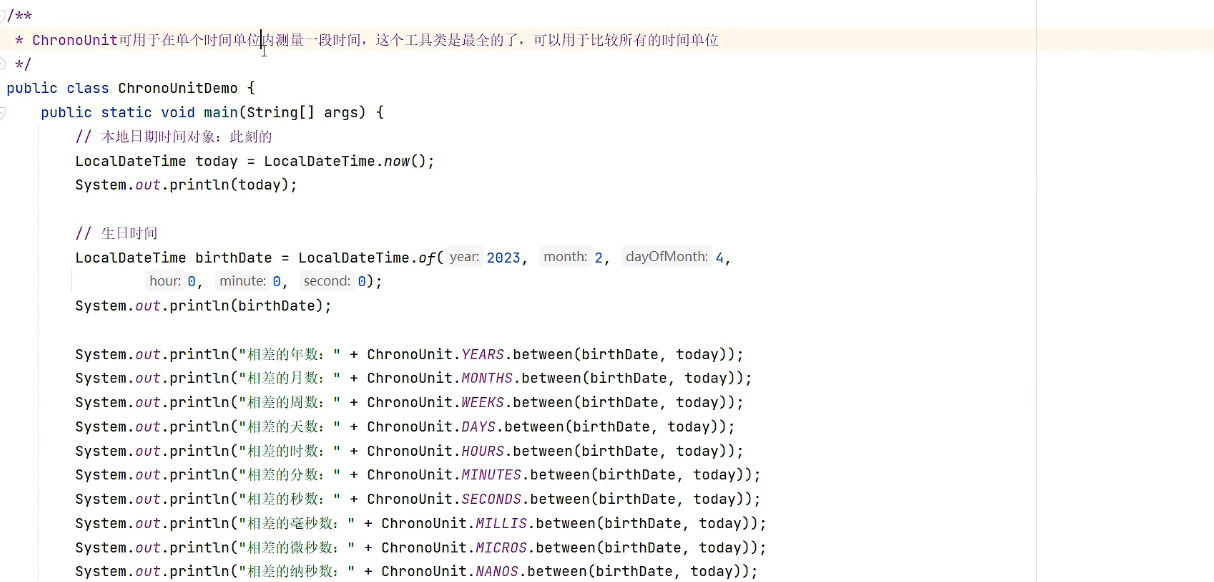 /**
 * ChronoUnit可用于在单个时间单位内测量一段时间，这个工具类是最全的了，可以用于比较所有的时间单位
 */
public class ChronoUnitDemo {
    public static void main(String[] args) {
        // 本地日期时间对象：此刻的
        LocalDateTime today = LocalDateTime.now();
        System.out.println(today);

        // 生日时间
        LocalDateTime birthDate = LocalDateTime.of( year: 2023, month: 2, dayOfMonth: 4,
                hour: 0, minute: 0, second: 0);
        System.out.println(birthDate);

        System.out.println("相差的年数：" + ChronoUnit.YEARS.between(birthDate, today));
        System.out.println("相差的月数：" + ChronoUnit.MONTHS.between(birthDate, today));
        System.out.println("相差的周数：" + ChronoUnit.WEEKS.between(birthDate, today));
        System.out.println("相差的天数：" + ChronoUnit.DAYS.between(birthDate, today));
        System.out.println("相差的时数：" + ChronoUnit.HOURS.between(birthDate, today));
        System.out.println("相差的分数：" + ChronoUnit.MINUTES.between(birthDate, today));
        System.out.println("相差的秒数：" + ChronoUnit.SECONDS.between(birthDate, today));
        System.out.println("相差的毫秒数：" + ChronoUnit.MILLIS.between(birthDate, today));
        System.out.println("相差的微秒数：" + ChronoUnit.MICROS.between(birthDate, today));
        System.out.println("相差的纳秒数：" + ChronoUnit.NANOS.between(birthDate, today));